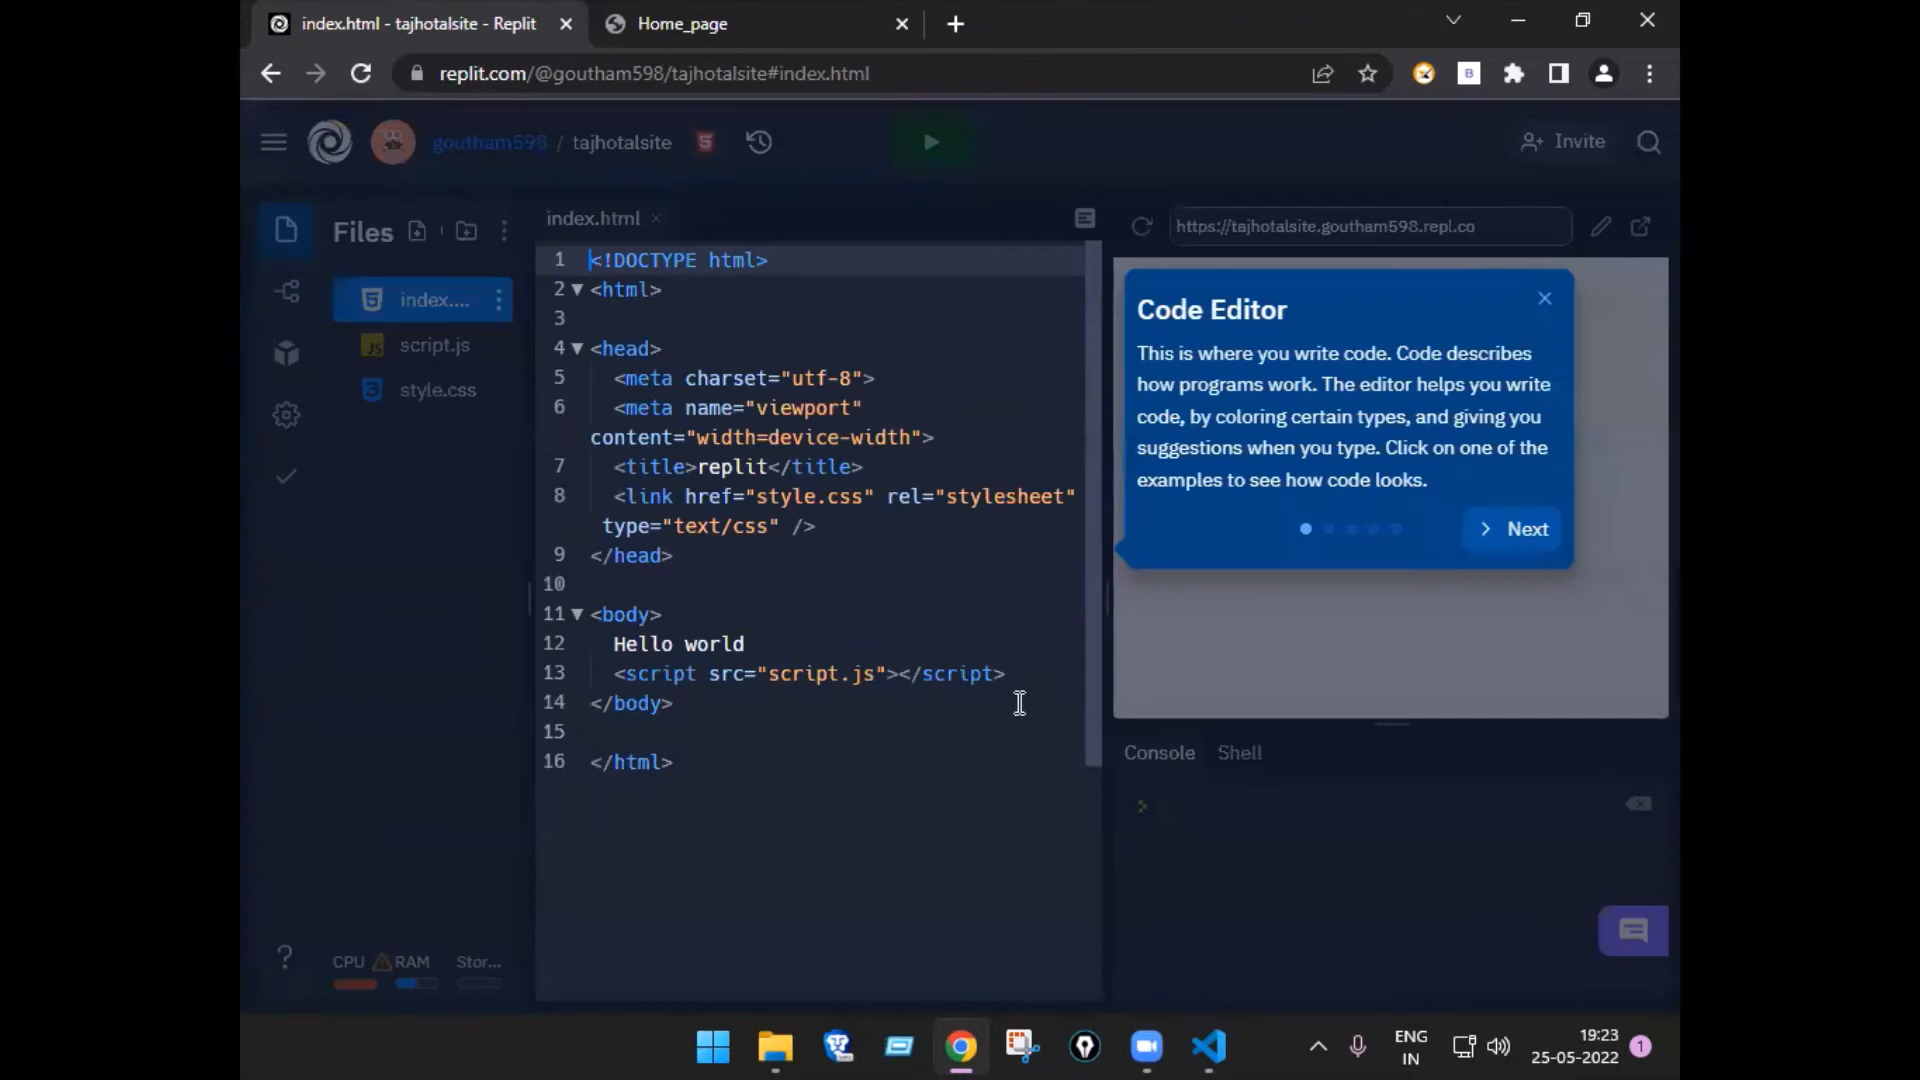 index.html - tajhotalsite - Replit
Home_page
replit.com/@goutham598/tajhotalsite#index.html
B
goutham598 / tajhotalsite
5
Invite
Files
index....
script.js
style.css
JS
index.html
1 <!DOCTYPE html>
2 <html>
3
4 <head>
5 <meta charset="utf-8">
6 <meta name="viewport"
content="width=device-width">
7 <title>replit</title>
8 <link href="style.css" rel="stylesheet"
type="text/css" />
9 </head>
10
11 <body>
12 Hello world
13 <script src="script.js"></script>
14 </body>
15
16 </html>
https://tajhotalsite.goutham598.repl.co
Code Editor
This is where you write code. Code describes
how programs work. The editor helps you write
code, by coloring certain types, and giving you
suggestions when you type. Click on one of the
examples to see how code looks.
Next
Console Shell
CPU RAM Stor...
ENG
IN
19:23
25-05-2022
1